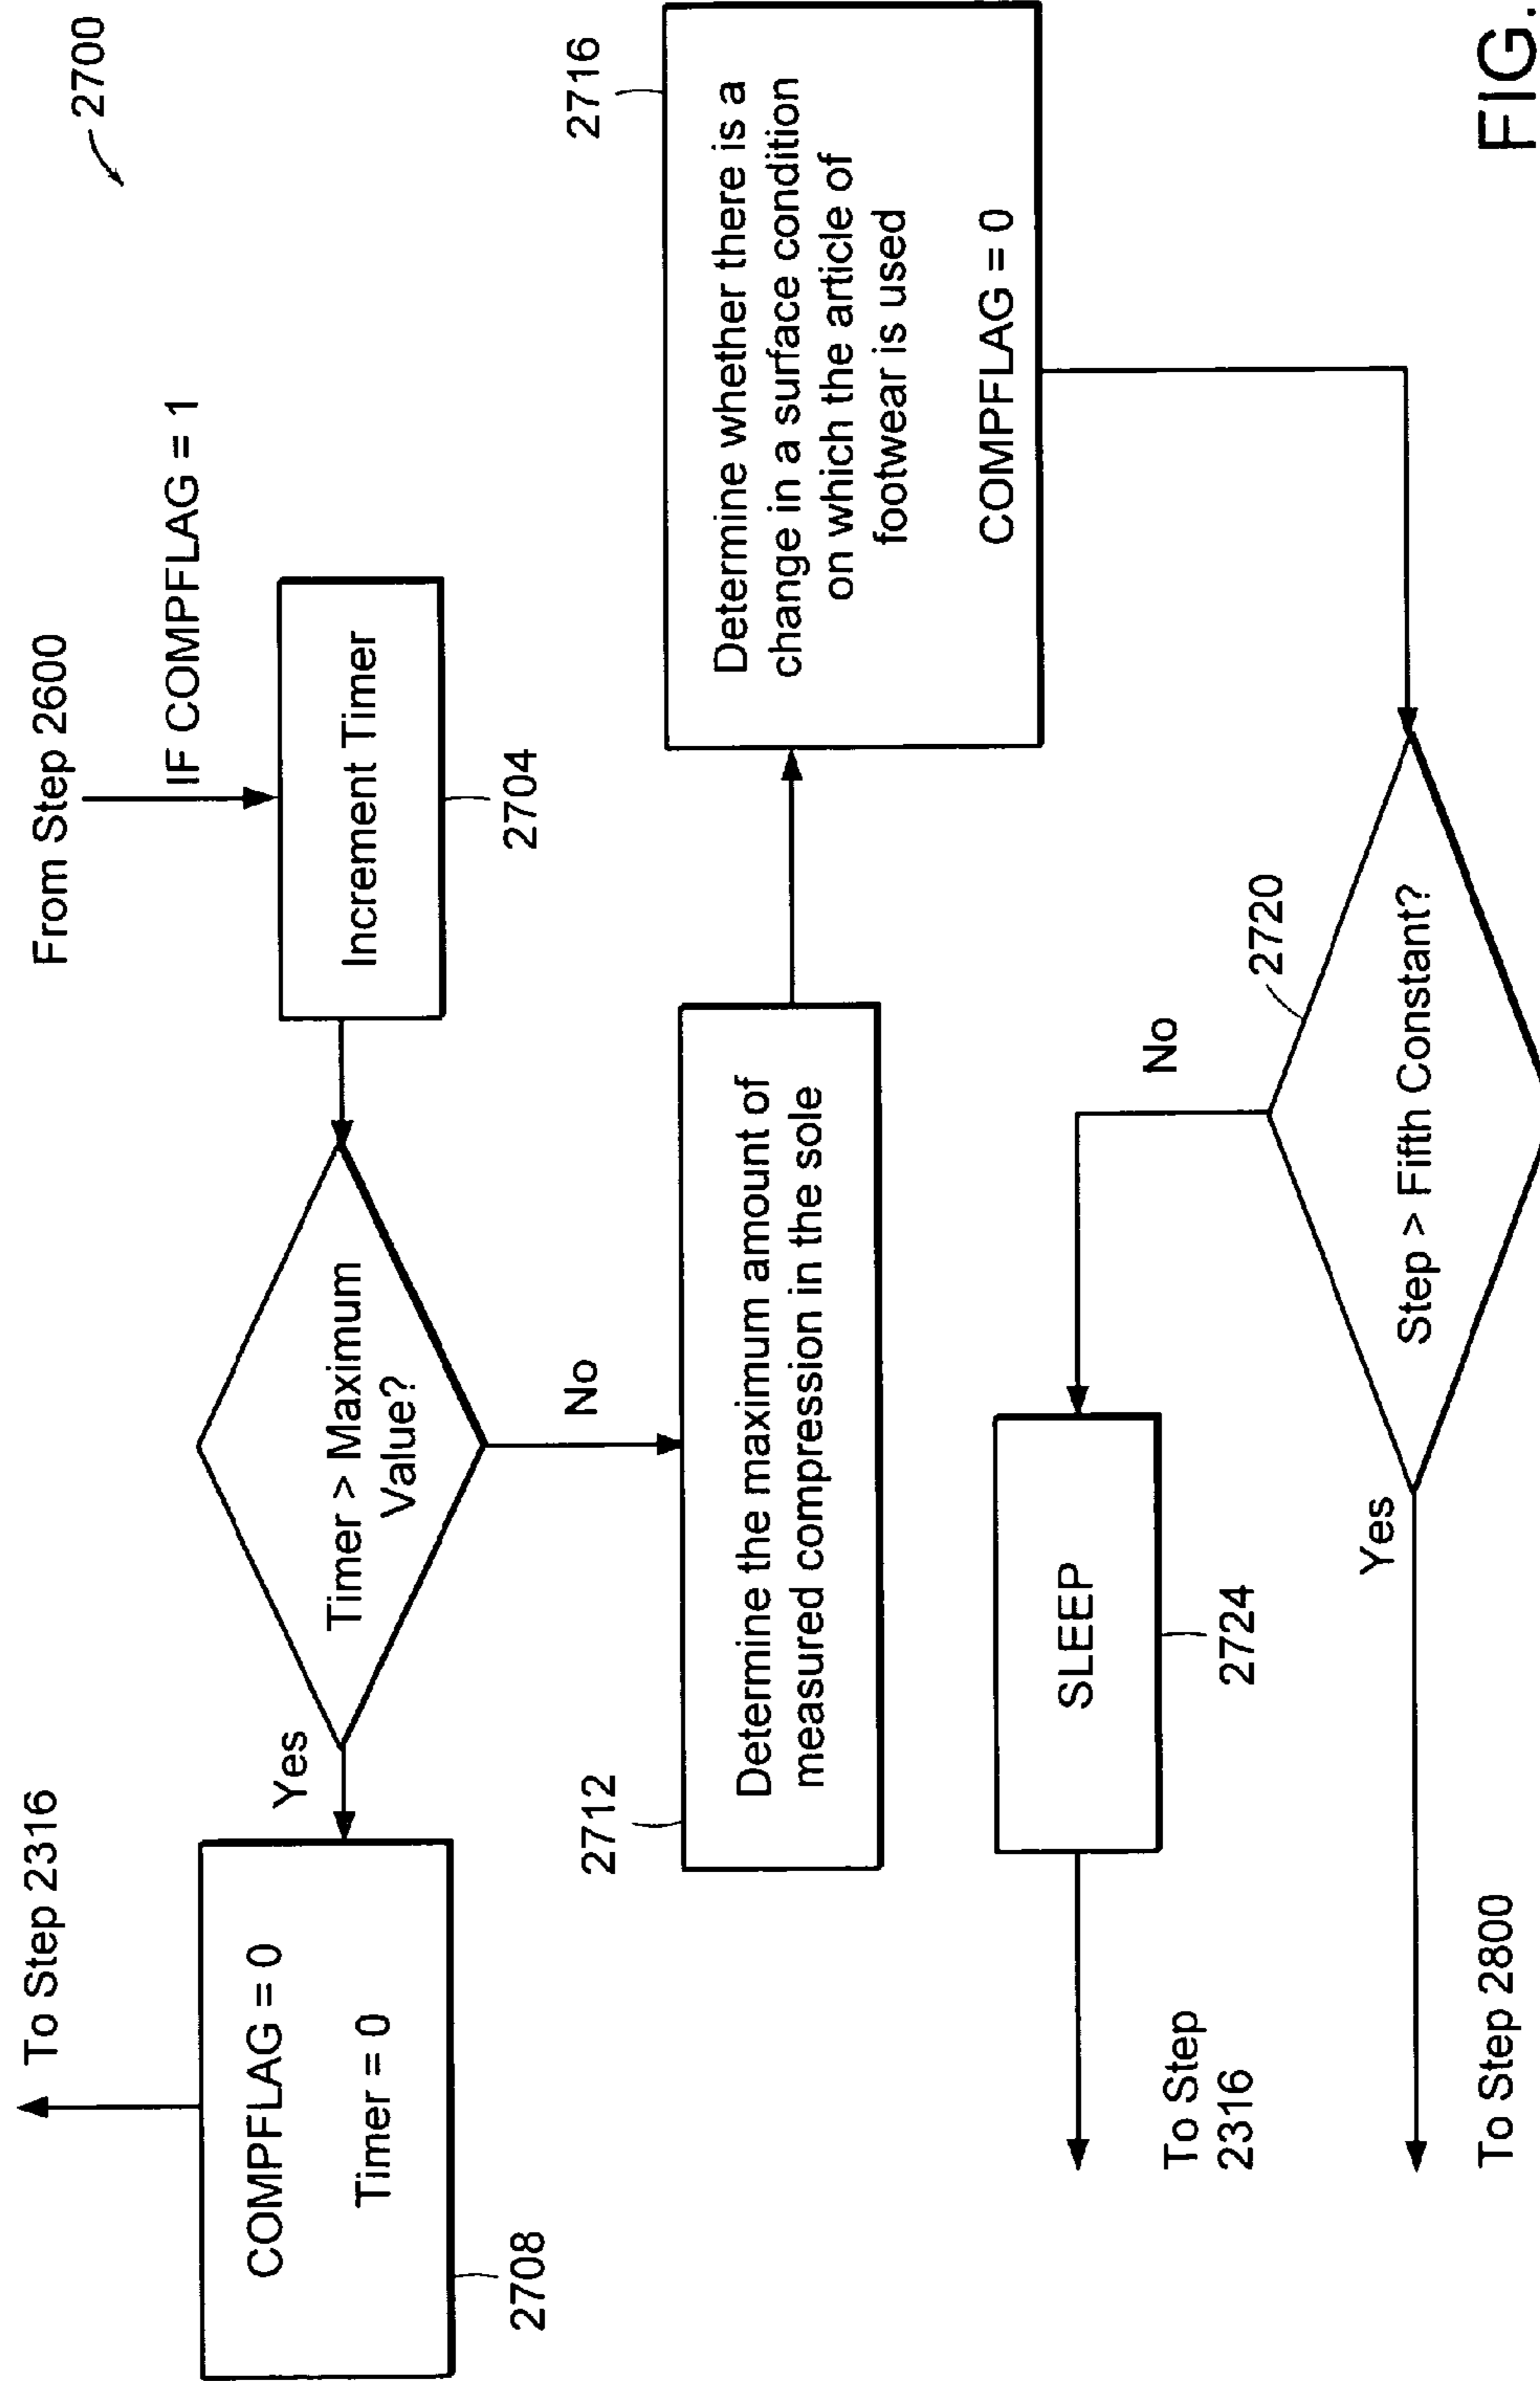 2700
From Step 2600
IF COMPFLAG = 1
Increment Timer
2704
Timer > Maximum
Value?
Yes
No
To Step 2316
COMPFLAG = 0
Timer = 0
2708
2712
Determine the maximum amount of
measured compression in the sole
2716
Determine whether there is a
change in a surface condition
on which the article of
footwear is used
COMPFLAG = 0
2720
Step > Fifth Constant?
No
Yes
SLEEP
2724
To Step
2316
To Step 2800
FIG.